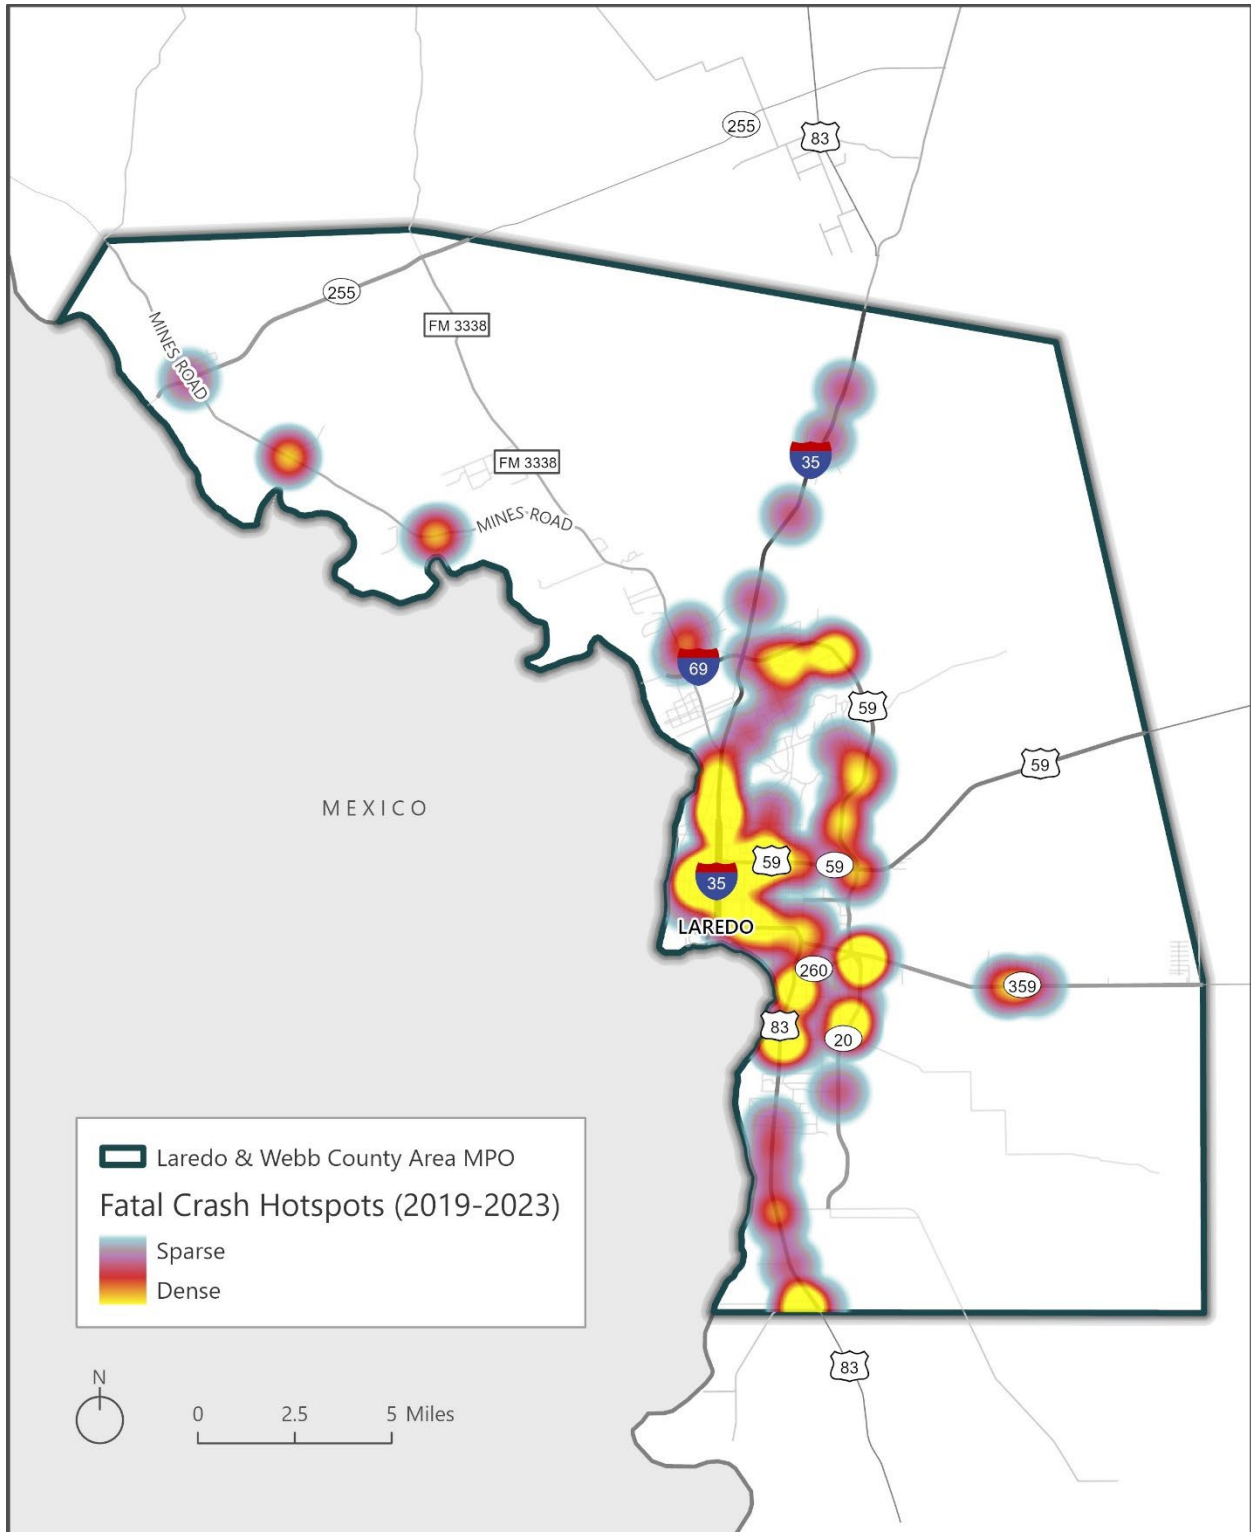 255
83
255
FM 3338
MINES ROAD
35
FM 3338
MINES ROAD
69
59
59
MEXICO
59
59
35
LAREDO
260
359
83
20
Laredo & Webb County Area MPO
Fatal Crash Hotspots (2019-2023)
Sparse
Dense
83
N
0 2.5 5 Miles